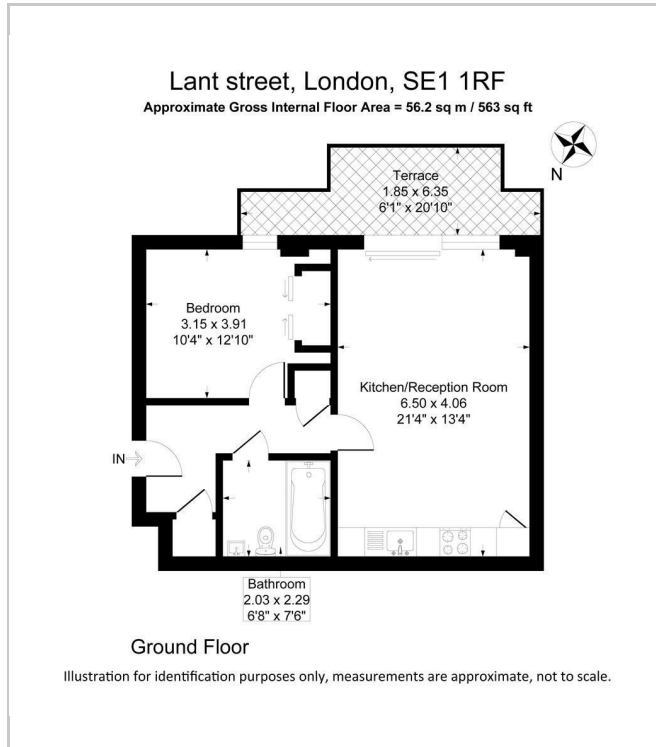 Lant street, London, SE1 1RF
Approximate Gross Internal Floor Area = 56.2 sq m / 563 sq ft
N
Terrace
1.85 x 6.35
6'1" x 20'10"
Bedroom
3.15 x 3.91
10'4" x 12'10"
Kitchen/Reception Room
6.50 x 4.06
21'4" x 13'4"
IN
Bathroom
2.03 x 2.29
6'8" x 7'6"
Ground Floor
Illustration for identification purposes only, measurements are approximate, not to scale.